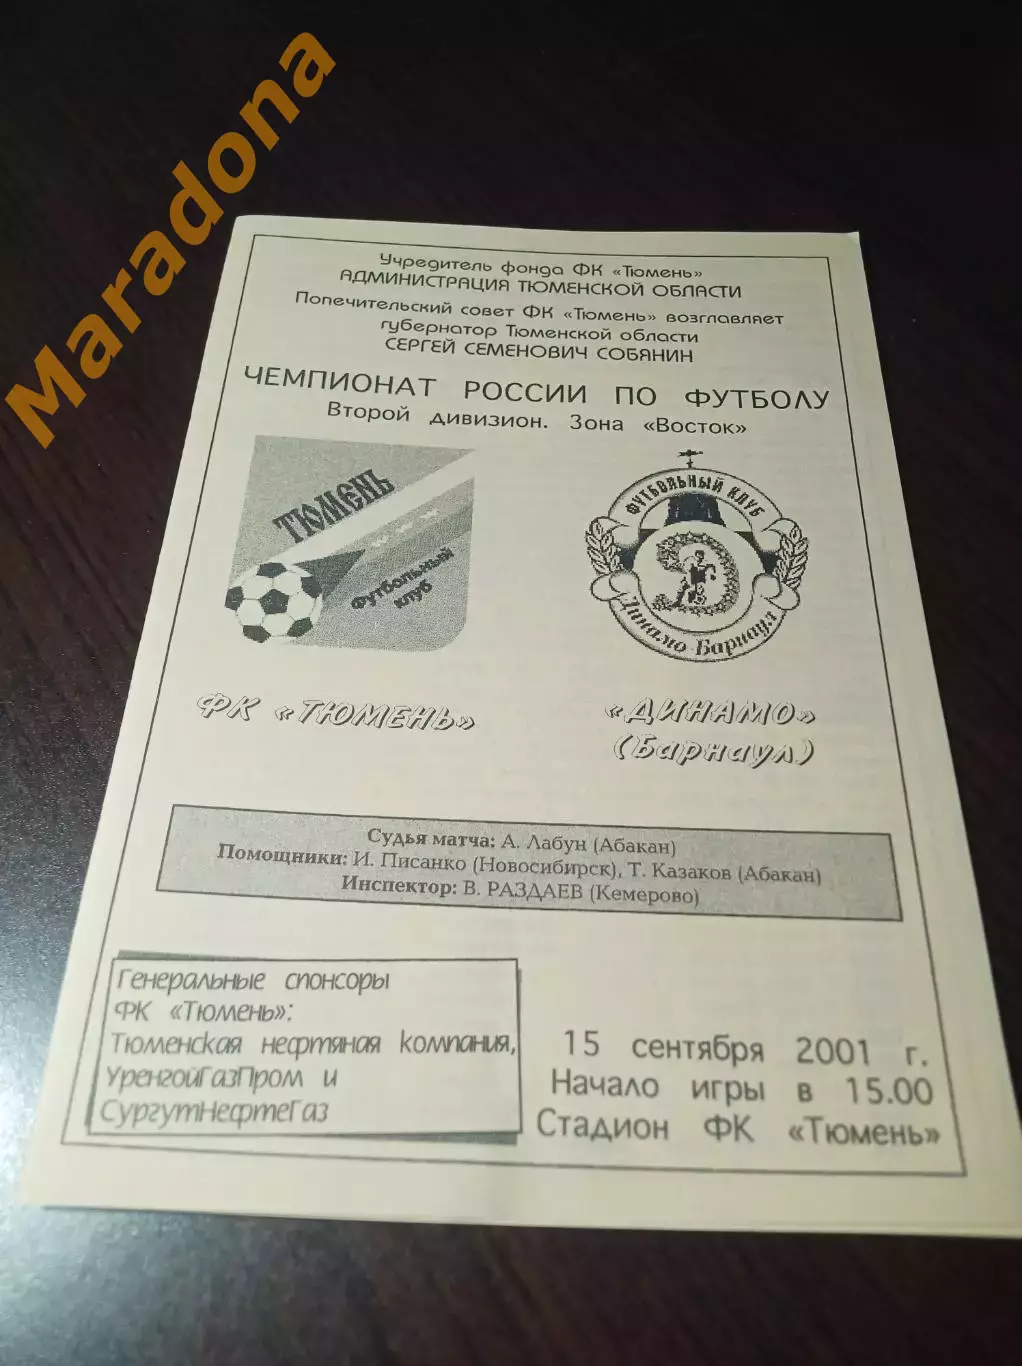 Maradona
Учредитель фонда ФК «Тюмень»
АДМИНИСТРАЦИЯ ТЮМЕНСКОЙ ОБЛАСТИ
Попечительский совет ФК «Тюмень» возглавляет
губернатор Тюменской области
СЕРГЕЙ СЕМЕНОВИЧ СОБЯНИН
ЧЕМПИОНАТ РОССИИ ПО ФУТБОЛУ
Второй дивизион. Зона «Восток»
ТЮМЕНЬ
Футбольный
клуб
ФУТБОЛЬНЫЙ КЛУБ
Д
Динамо-Барнаул
ФК «ТЮМЕНЬ»
«ДИНАМО»
(Барнаул)
Судья матча: А. Лабун (Абакан)
Помощники: И. Писанко (Новосибирск), Т. Казаков (Абакан)
Инспектор: В. РАЗДАЕВ (Кемерово)
Генеральные спонсоры
ФК «Тюмень»:
Тюменская нефтяная компания,
УренгойГазПром и
СургутНефтеГаз
15 сентября 2001 г.
Начало игры в 15.00
Стадион ФК «Тюмень»